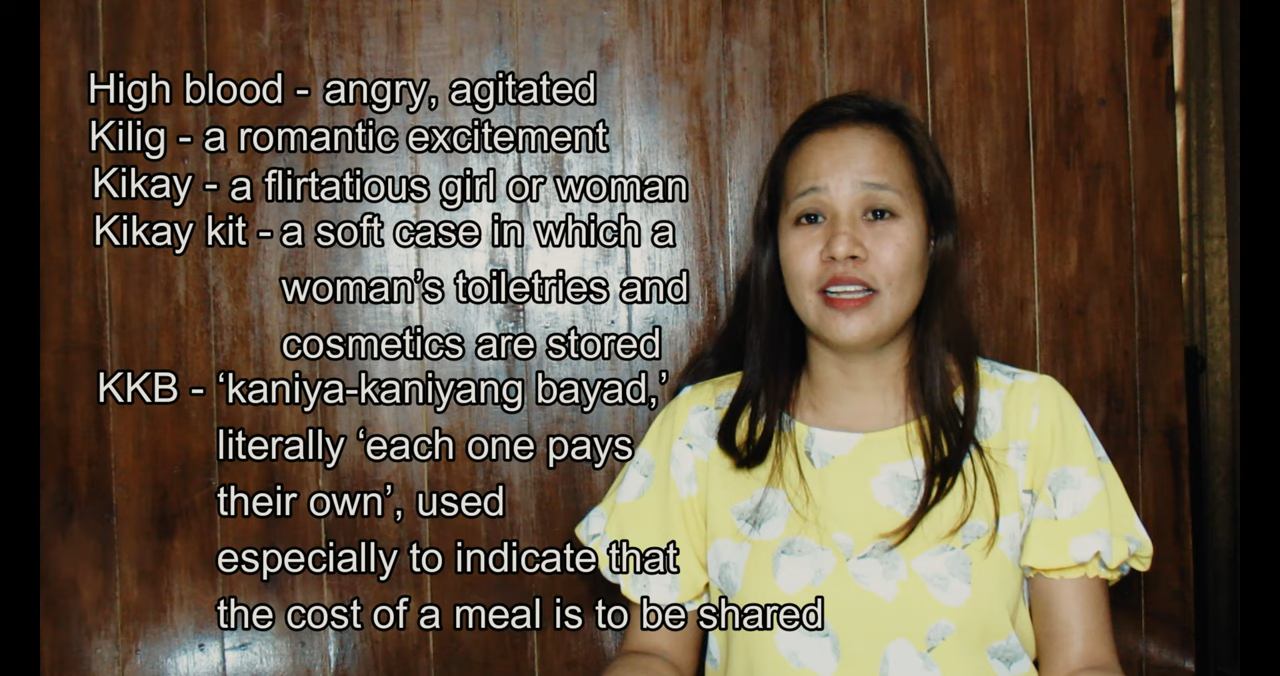 High blood - angry, agitated
Kilig - a romantic excitement
Kikay - a flirtatious girl or woman
Kikay kit - a soft case in which a
woman's toiletries and
cosmetics are stored
KKB - ‘kaniya-kaniyang bayad,’
literally ‘each one pays
their own’, used
especially to indicate that
the cost of a meal is to be shared